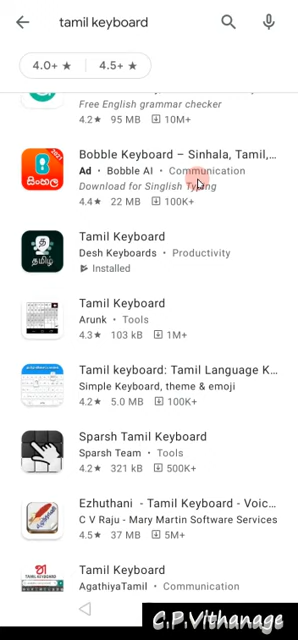 tamil keyboard
4.0+ ★ 4.5+ ★
Free English grammar checker
4.2★ 95 MB 10M+
Bobble Keyboard – Sinhala, Tamil,...
Ad • Bobble AI • Communication
Download for Singlish Typing
4.4★ 22 MB 100K+
2021
සිංහල
Tamil Keyboard
Desh Keyboards • Productivity
Installed
தமிழ்
Tamil Keyboard
Arunk • Tools
4.3★ 103 kB 1M+
Tamil keyboard: Tamil Language K...
Simple Keyboard, theme & emoji
4.2★ 5.0 MB 100K+
Sparsh Tamil Keyboard
Sparsh Team • Tools
4.2★ 321 kB 500K+
Ezhuthani - Tamil Keyboard - Voic...
C V Raju - Mary Martin Software Services
4.5★ 37 MB 5M+
Tamil Keyboard
AgathiyaTamil • Communication
C.P.Vithanage